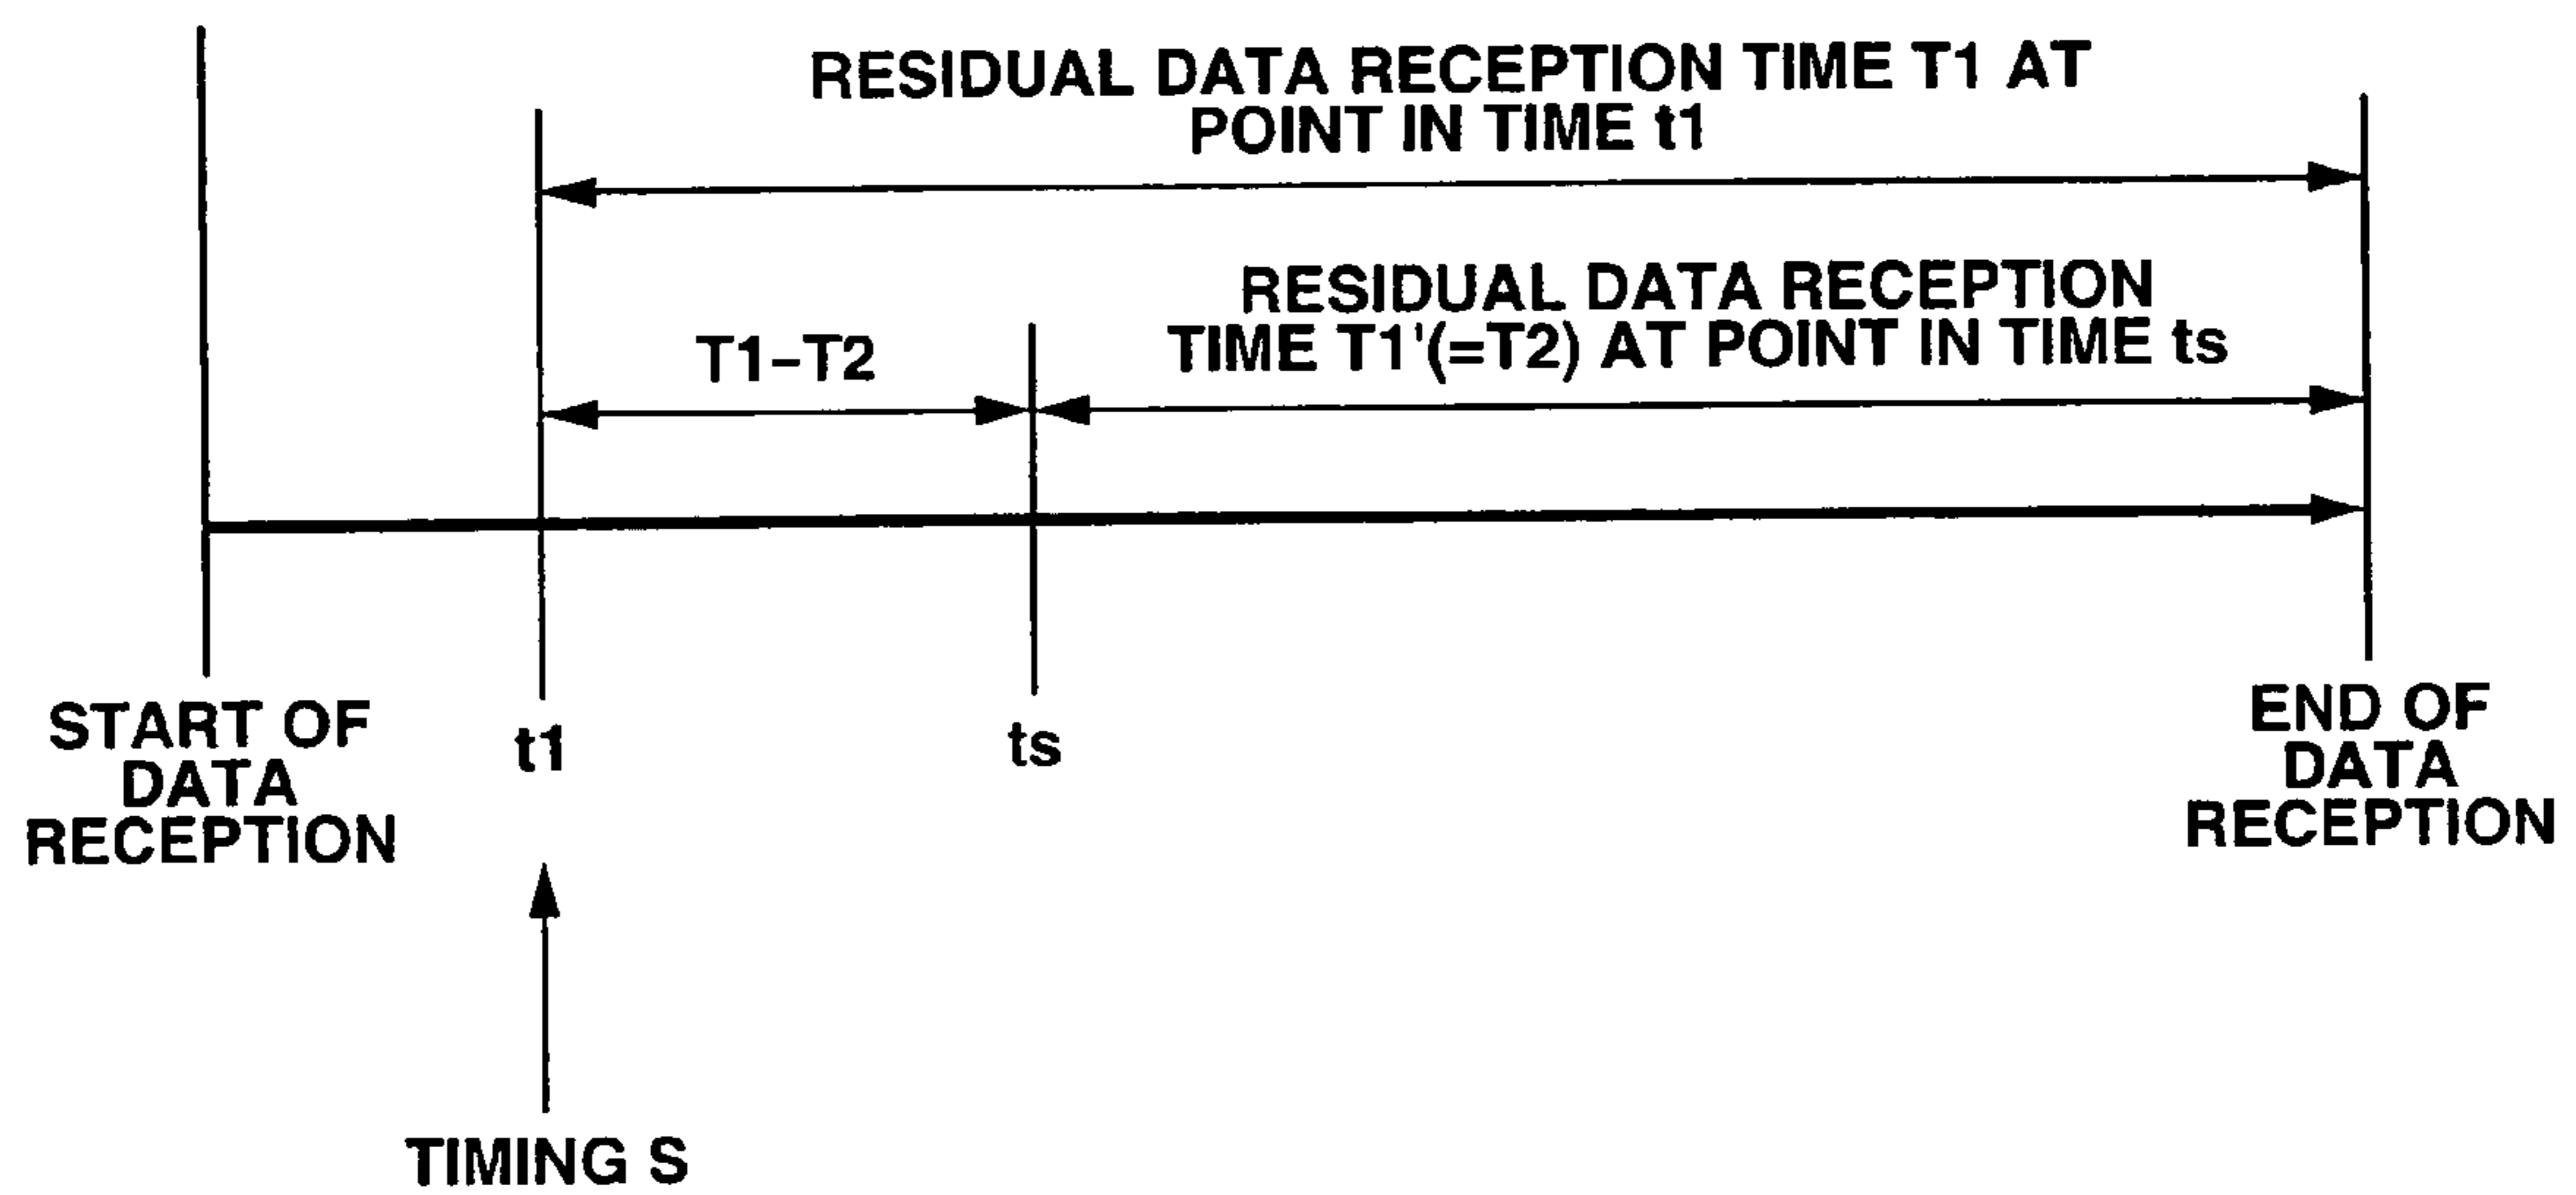 RESIDUAL DATA RECEPTION TIME T1 AT
POINT IN TIME t1
RESIDUAL DATA RECEPTION
TIME T1'(=T2) AT POINT IN TIME ts
T1-T2
START OF
DATA
RECEPTION
t1
ts
END OF
DATA
RECEPTION
TIMING S